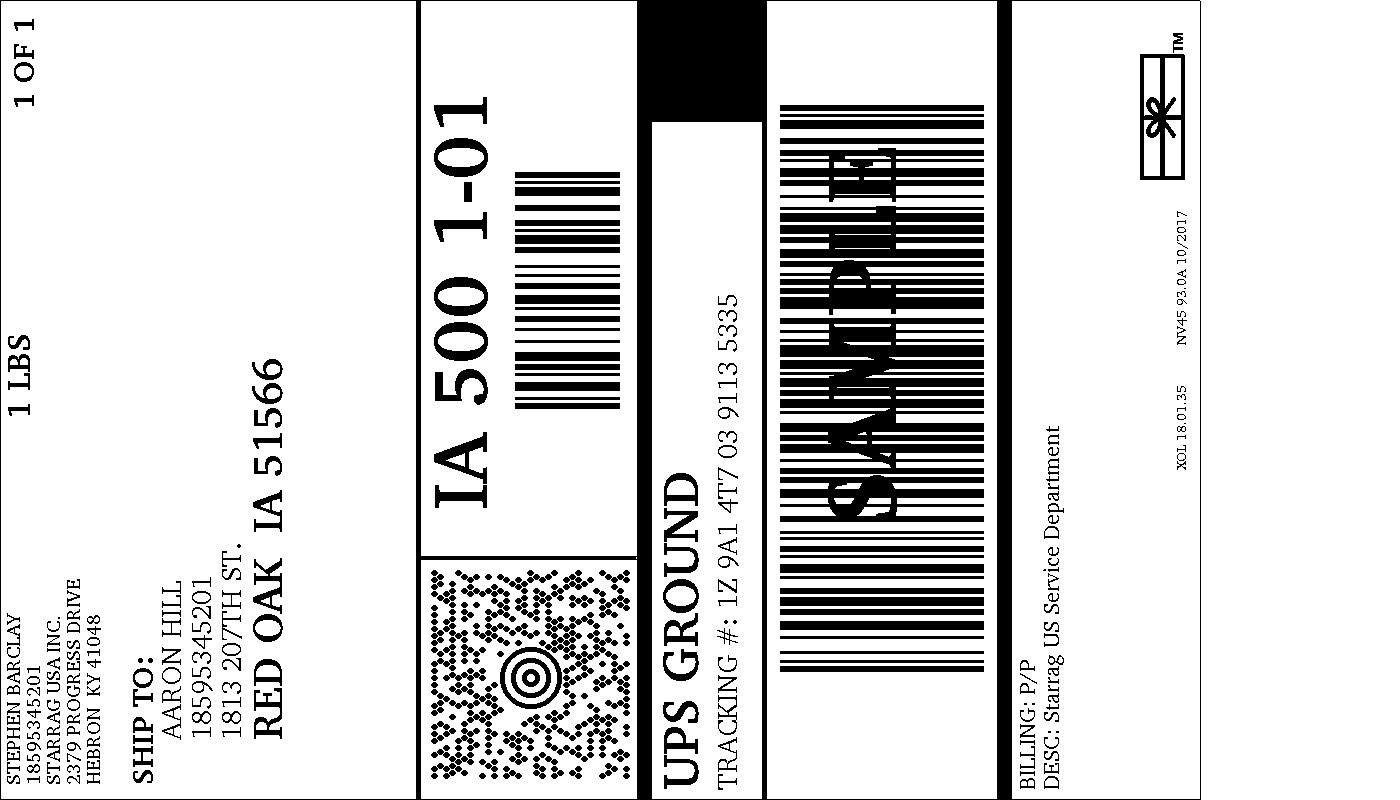 STEPHEN BARCLAY
18595345201
STARRAG USA INC.
2379 PROGRESS DRIVE
HEBRON KY 41048
1 LBS
1 OF 1
SHIP TO:
AARON HILL
18595345201
1813 207TH ST.
RED OAK IA 51566
IA 500 1-01
UPS GROUND
TRACKING #: 1Z 9A1 4T7 03 9113 5335
SAMPLE
BILLING: P/P
DESC: Starrag US Service Department
XOL 18.01.35 NV45 93.0A 10/2017
TM